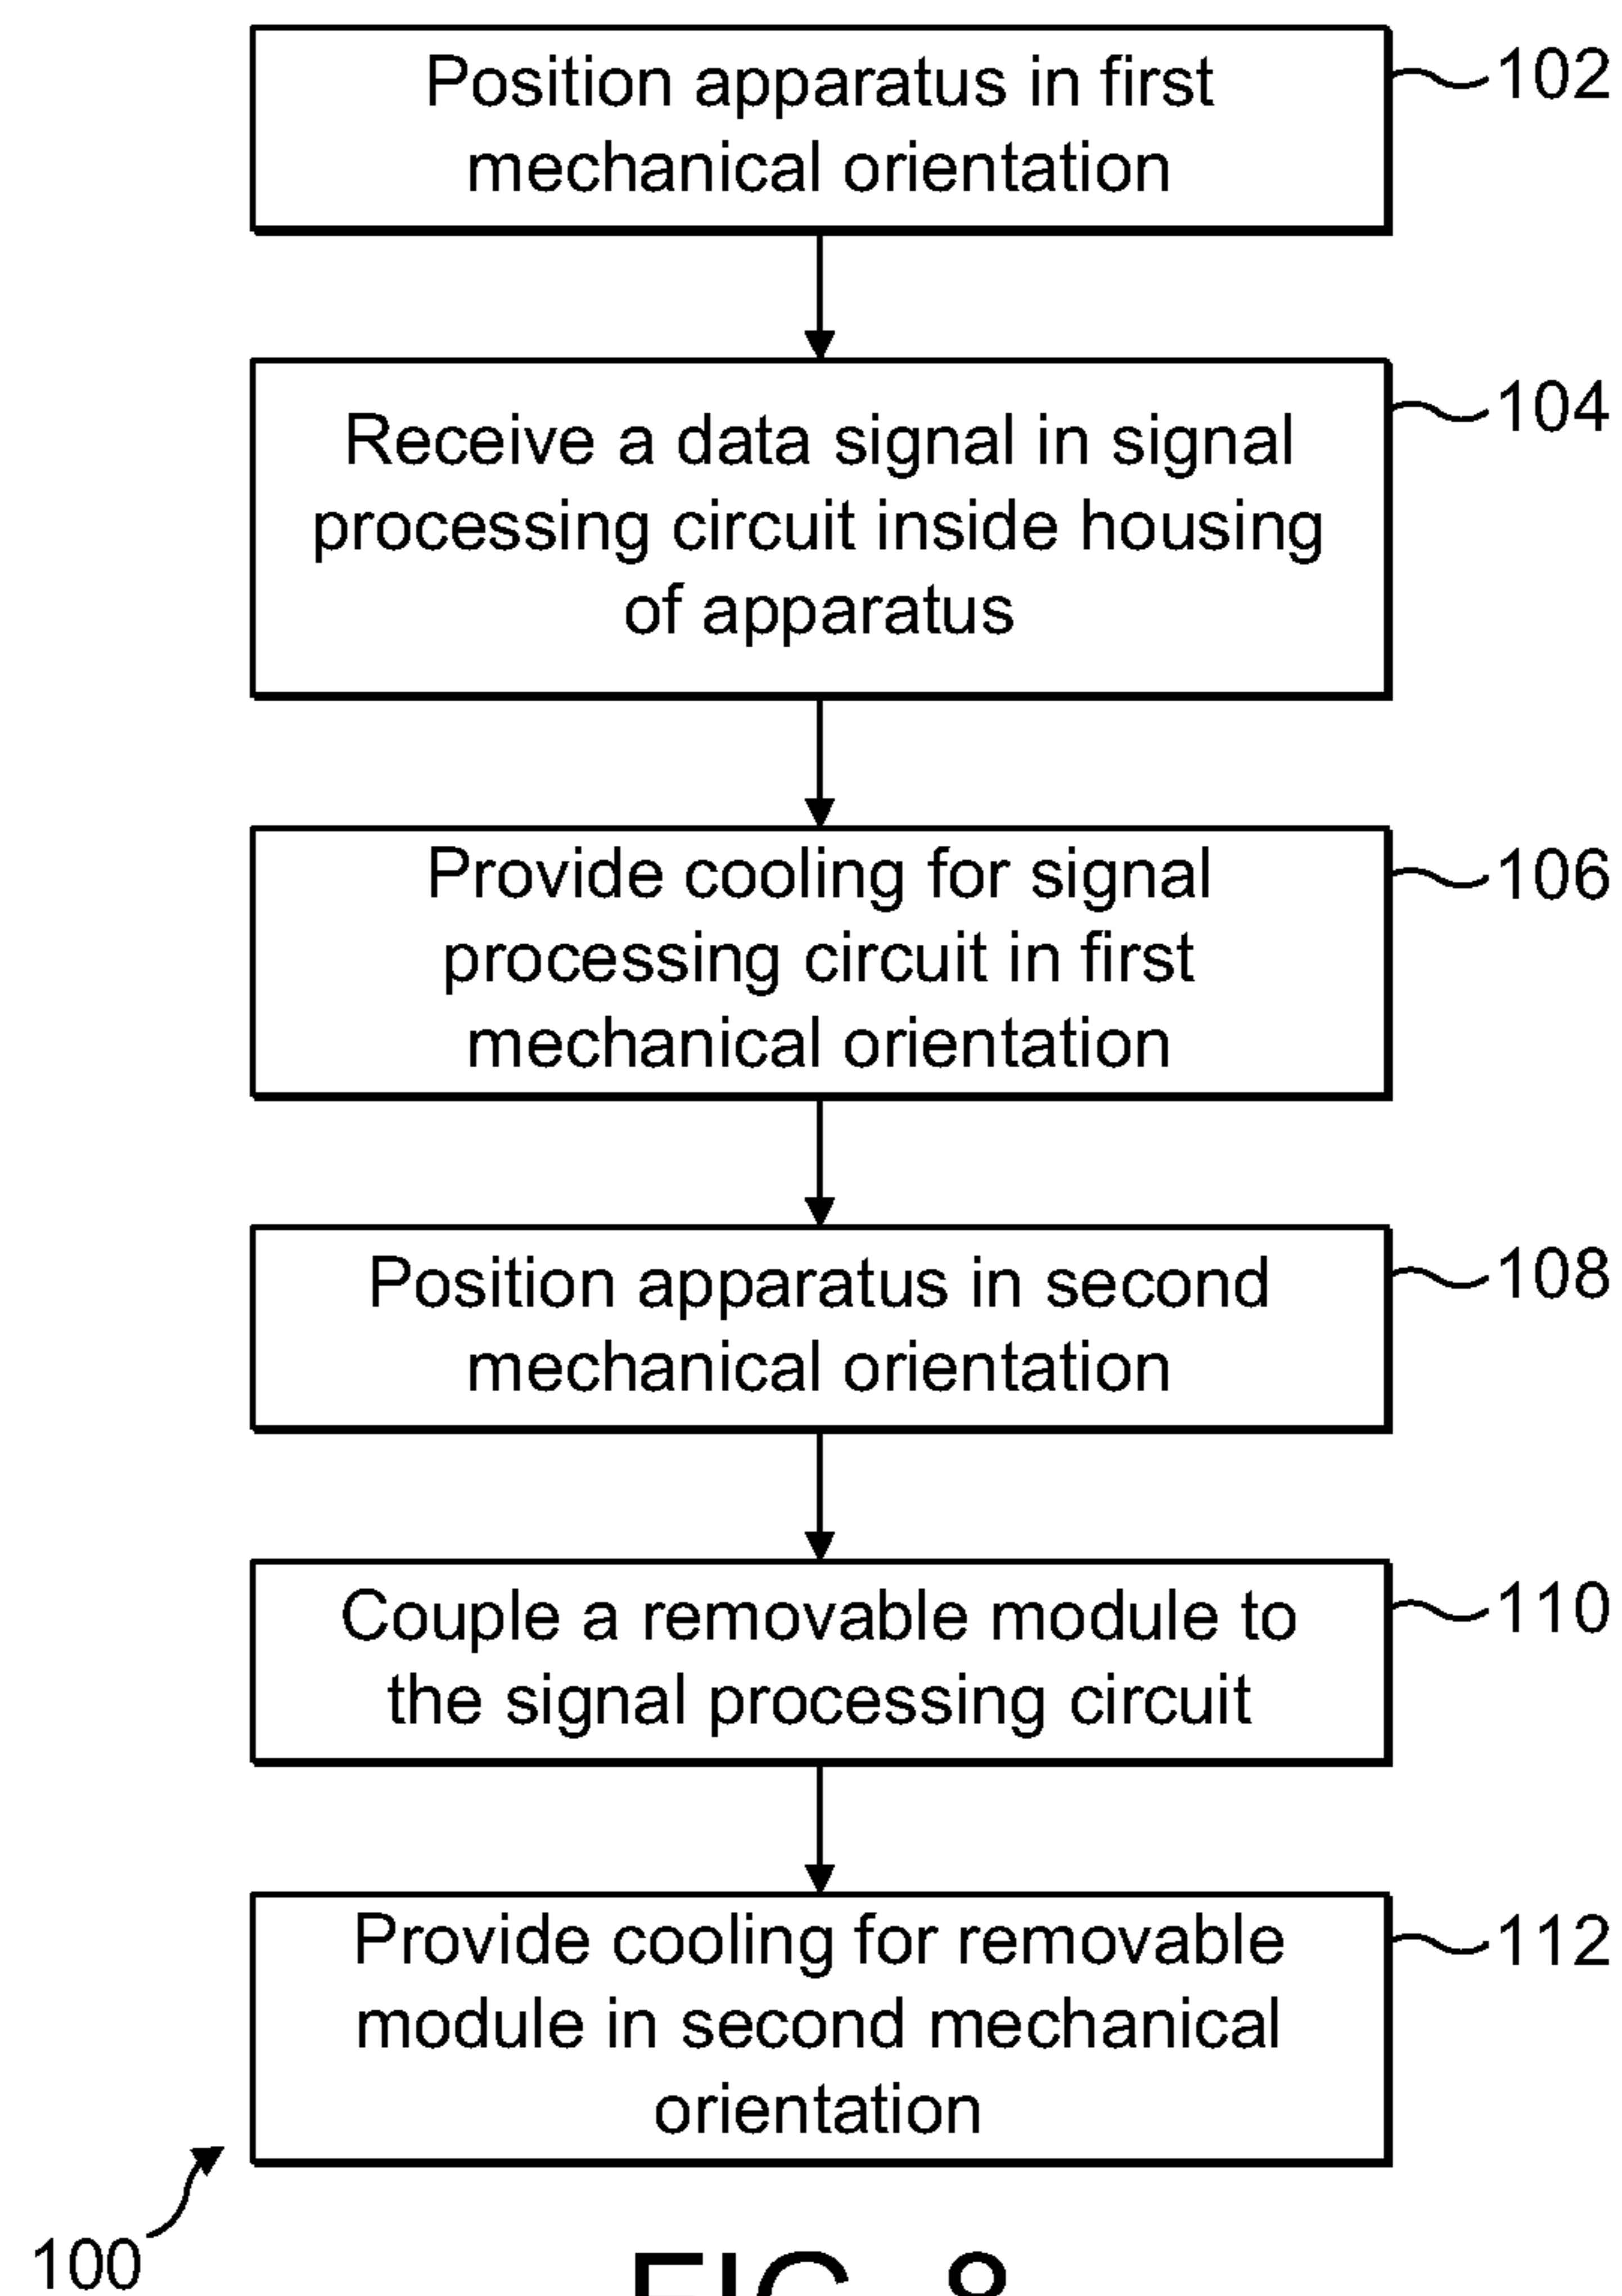 Position apparatus in first
mechanical orientation
102
Receive a data signal in signal
processing circuit inside housing
of apparatus
104
Provide cooling for signal
processing circuit in first
mechanical orientation
106
Position apparatus in second
mechanical orientation
108
Couple a removable module to
the signal processing circuit
110
Provide cooling for removable
module in second mechanical
orientation
112
100
FIG. 8